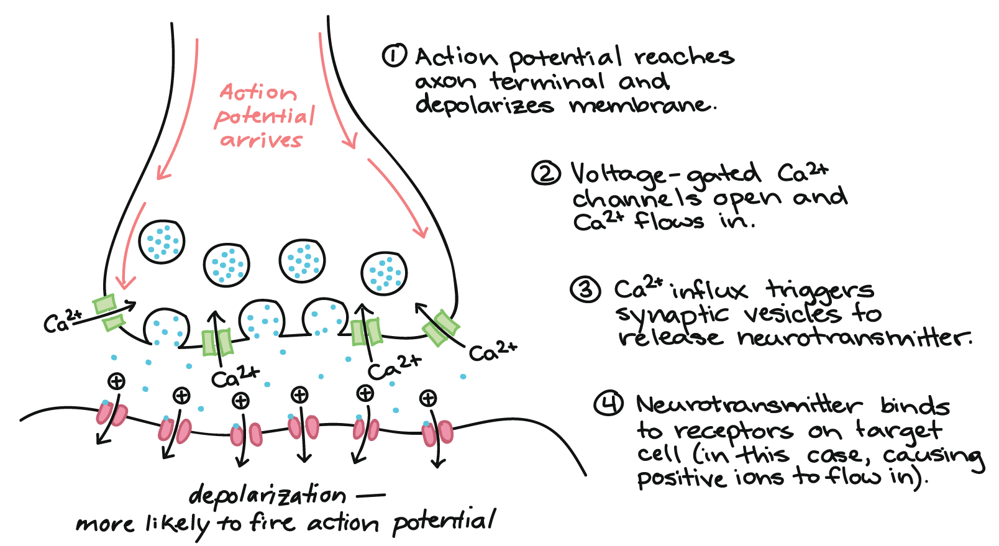 ① Action potential reaches
axon terminal and
depolarizes membrane.
Action
potential
arrives
② Voltage-gated Ca²⁺
channels open and
Ca²⁺ flows in.
③ Ca²⁺ influx triggers
synaptic vesicles to
release neurotransmitter.
Ca²⁺
Ca²⁺
Ca²⁺
Ca²⁺
④ Neurotransmitter binds
to receptors on target
cell (in this case, causing
positive ions to flow in).
+ + + + + +
depolarization —
more likely to fire action potential